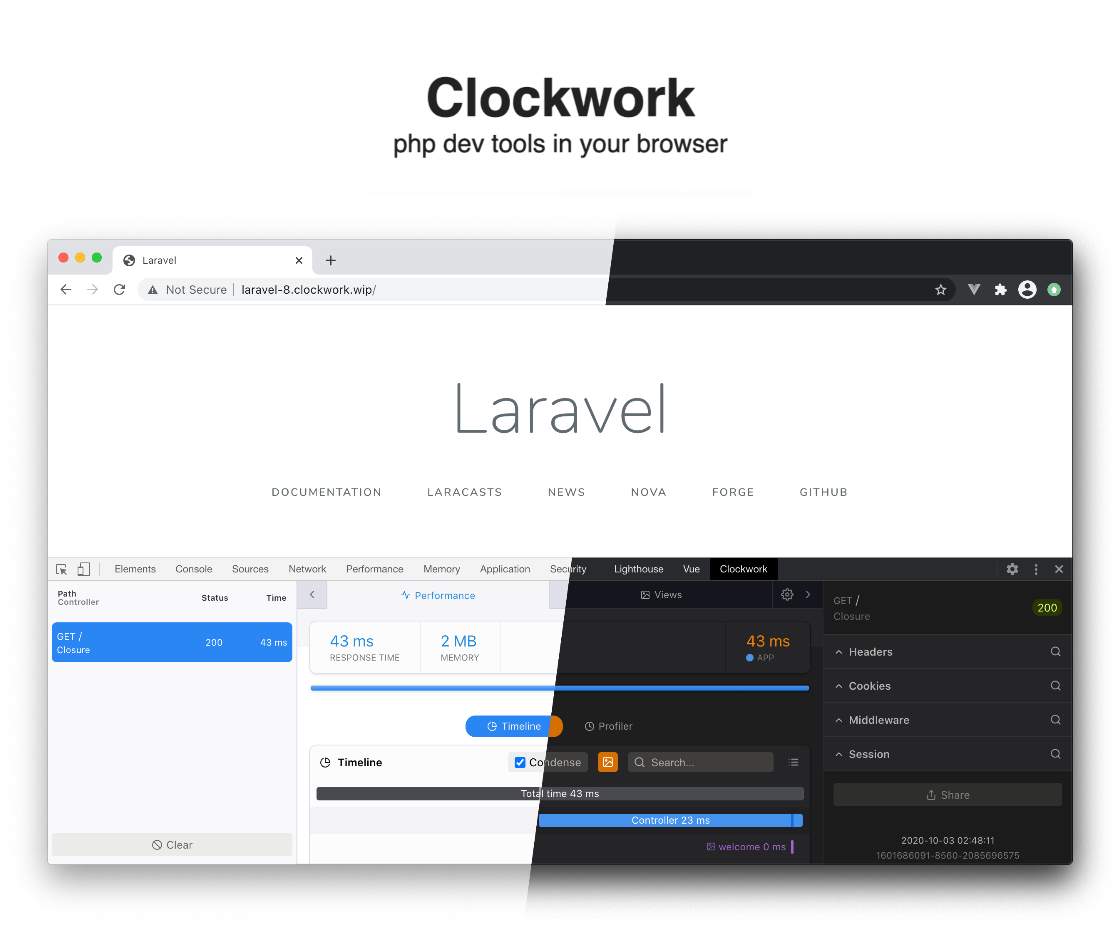 Clockwork
php dev tools in your browser
Laravel
Not Secure | laravel-8.clockwork.wip/
Laravel
DOCUMENTATION LARACASTS NEWS NOVA FORGE GITHUB
Elements Console Sources Network Performance Memory Application Security Lighthouse Vue Clockwork
Path Status Time
Controller
GET / 200 43 ms
Closure
Clear
Performance Views
43 ms 2 MB 43 ms
RESPONSE TIME MEMORY APP
Timeline Profiler
Timeline Condense Search...
Total time 43 ms
Controller 23 ms
welcome 0 ms
GET / 200
Closure
Headers
Cookies
Middleware
Session
Share
2020-10-03 02:48:11
1601686091-8560-2085696575